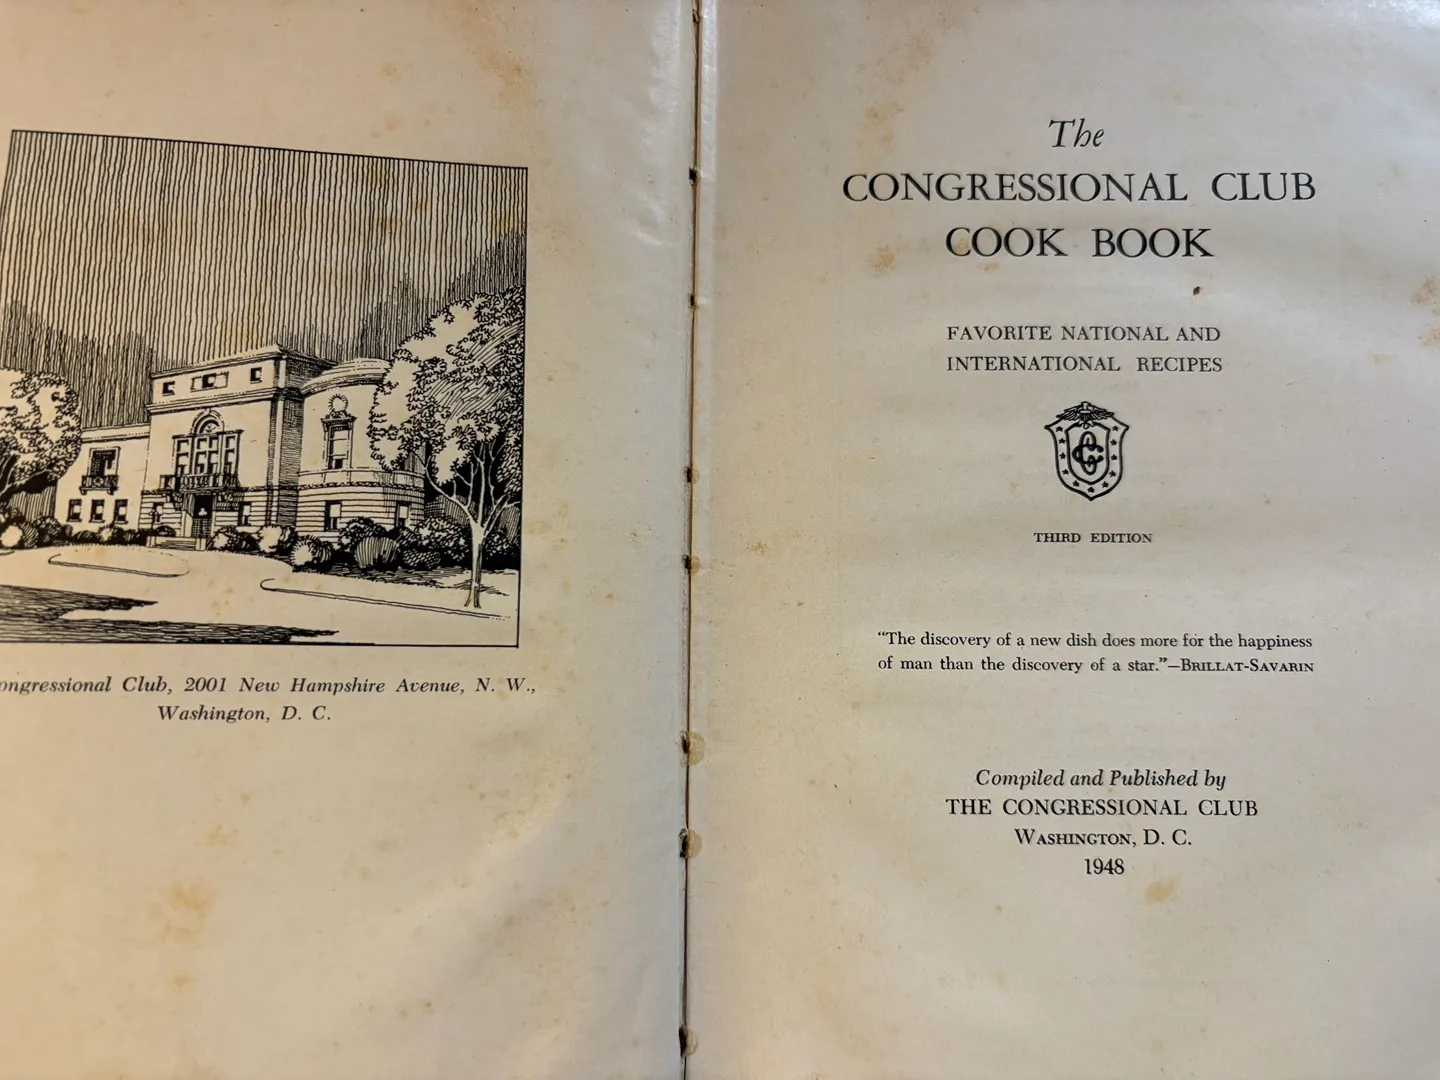 ongressional Club, 2001 New Hampshire Avenue, N. W.,
Washington, D. C.
The
CONGRESSIONAL CLUB
COOK BOOK
FAVORITE NATIONAL AND
INTERNATIONAL RECIPES
CC
THIRD EDITION
“The discovery of a new dish does more for the happiness
of man than the discovery of a star.”—BRILLAT-SAVARIN
Compiled and Published by
THE CONGRESSIONAL CLUB
WASHINGTON, D. C.
1948